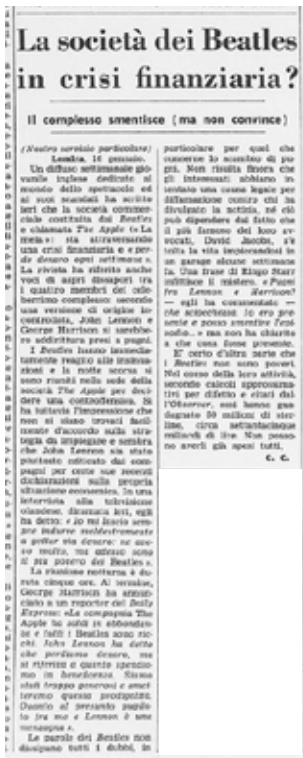 La società dei Beatles
in crisi finanziaria?
Il complesso smentisce (ma non convince)
(Nostro servizio particolare)
Londra, 16 gennaio.
Un diffuso settimanale gio-
vanile inglese dedicato al
mondo dello spettacolo ed
ai suoi scandali ha scritto
ieri che la società commer-
ciale costituita dai Beatles
e chiamata The Apple (« La
mela »: sta attraversando
una crisi finanziaria e « per-
de denaro ogni settimana ».
La rivista ha riferito anche
voci di aspri dissapori tra
i quattro membri del cele-
berrimo complesso: secondo
una versione di origine in-
controllata, John Lennon e
George Harrison si sarebbe-
ro addirittura presi a pugni.
I Beatles hanno immedia-
tamente reagito alle insinua-
zioni e la notte scorsa si
sono riuniti nella sede della
società The Apple per deci-
dere una controffensiva. Si
ha tuttavia l'impressione che
non si siano trovati facil-
mente d'accordo sulla stra-
tegia da impiegare e sembra
che John Lennon sia stato
piuttosto criticato dai com-
pagni per certe sue recenti
dichiarazioni sulla propria
situazione economica. In una
intervista alla televisione
olandese, diramata ieri, egli
ha detto: « Io mi lascio sem-
pre indurre maldestramente
a gettar via denaro: ne ave-
vo molto, ma adesso sono
il più povero dei Beatles ».
La riunione notturna è du-
rata cinque ore. Al termine,
George Harrison ha annun-
ciato a un reporter del Daily
Express: « La compagnia The
Apple ha soldi in abbondan-
za e tutti i Beatles sono ric-
chi. John Lennon ha detto
che perdiamo denaro, ma
si riferiva a quanto spendia-
mo in beneficenza. Siamo
stati troppo generosi e smet-
teremo questa prodigalità.
Quanto al presunto pugila-
to tra me e Lennon è una
menzogna ».
Le parole dei Beatles non
dissipano tutti i dubbi, in
particolare per quel che
concerne lo scambio di pu-
gni. Non risulta finora che
gli interessati abbiano in-
tentato una causa legale per
diffamazione contro chi ha
divulgato la notizia, né ciò
può dipendere dal fatto che
il più famoso dei loro avvo-
cati, David Jacobs, s'è
tolta la vita impiccandosi in
un garage alcune settimane
fa. Una frase di Ringo Starr
infittisce il mistero. « Pugni
fra Lennon e Harrison?
— egli ha commentato —
che sciocchezza. Io ero pre-
sente e posso smentire l'epi-
sodio... » ma non ha chiarito
a che cosa fosse presente.
E' certo d'altra parte che
i Beatles non sono poveri.
Nel corso della loro attività,
secondo calcoli approssima-
tivi per difetto e citati dal-
l'Observer, essi hanno gua-
dagnato 50 milioni di ster-
line, circa settantacinque
miliardi di lire. Non posso-
no averli già spesi tutti.
c. c.